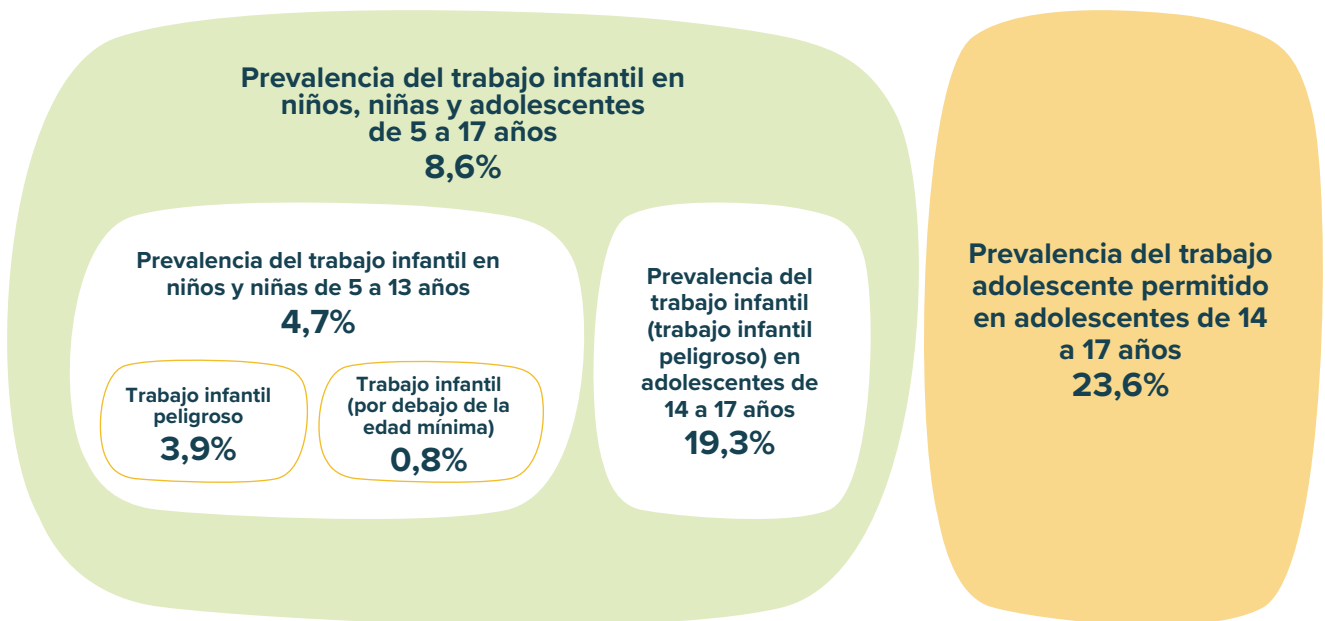 Prevalencia del trabajo infantil en
niños, niñas y adolescentes
de 5 a 17 años
8,6%
Prevalencia del trabajo infantil en
niños y niñas de 5 a 13 años
4,7%
Trabajo infantil
peligroso
3,9%
Trabajo infantil
(por debajo de la
edad mínima)
0,8%
Prevalencia del
trabajo infantil
(trabajo infantil
peligroso) en
adolescentes de
14 a 17 años
19,3%
Prevalencia del trabajo
adolescente permitido
en adolescentes de 14
a 17 años
23,6%